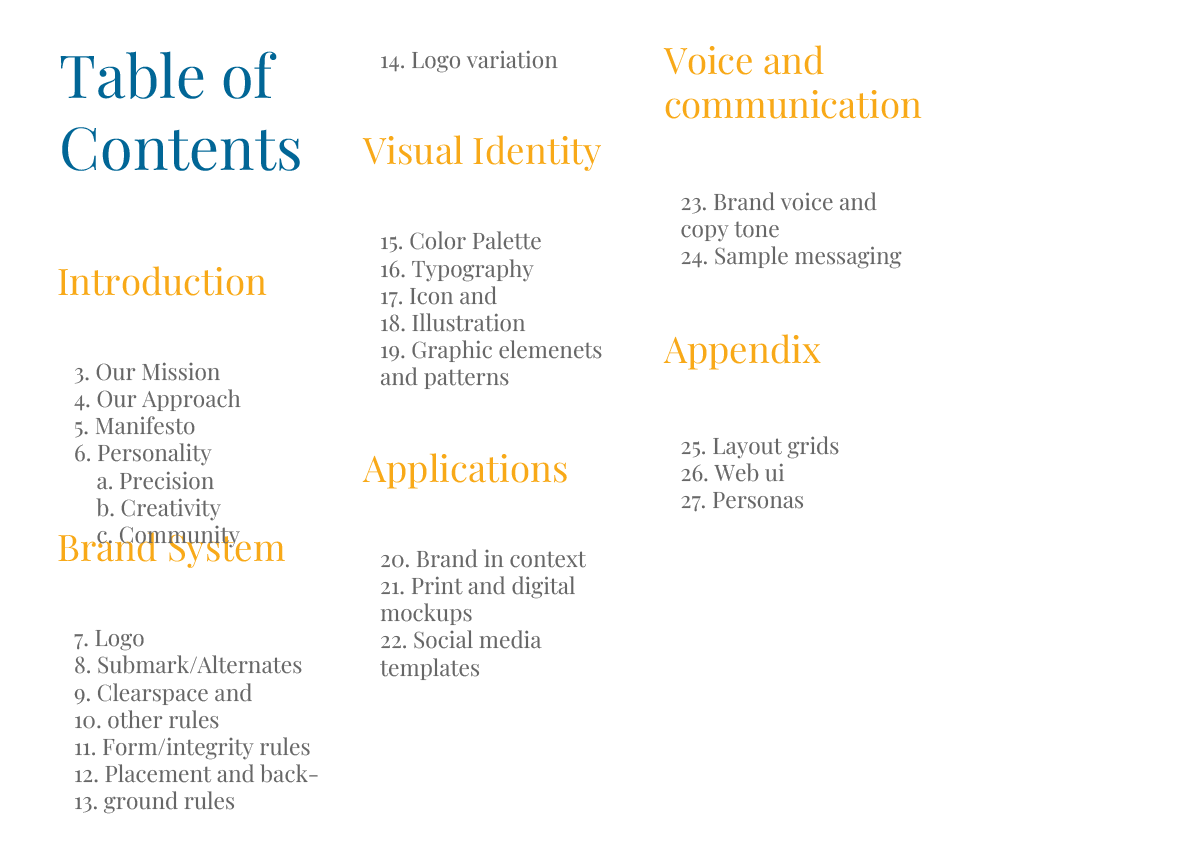 Table of
Contents
Introduction
3. Our Mission
4. Our Approach
5. Manifesto
6. Personality
a. Precision
b. Creativity
c. Community
Brand System
7. Logo
8. Submark/Alternates
9. Clearspace and
10. other rules
11. Form/integrity rules
12. Placement and back-
13. ground rules
14. Logo variation
Visual Identity
15. Color Palette
16. Typography
17. Icon and
18. Illustration
19. Graphic elemenets
and patterns
Applications
20. Brand in context
21. Print and digital
mockups
22. Social media
templates
Voice and
communication
23. Brand voice and
copy tone
24. Sample messaging
Appendix
25. Layout grids
26. Web ui
27. Personas